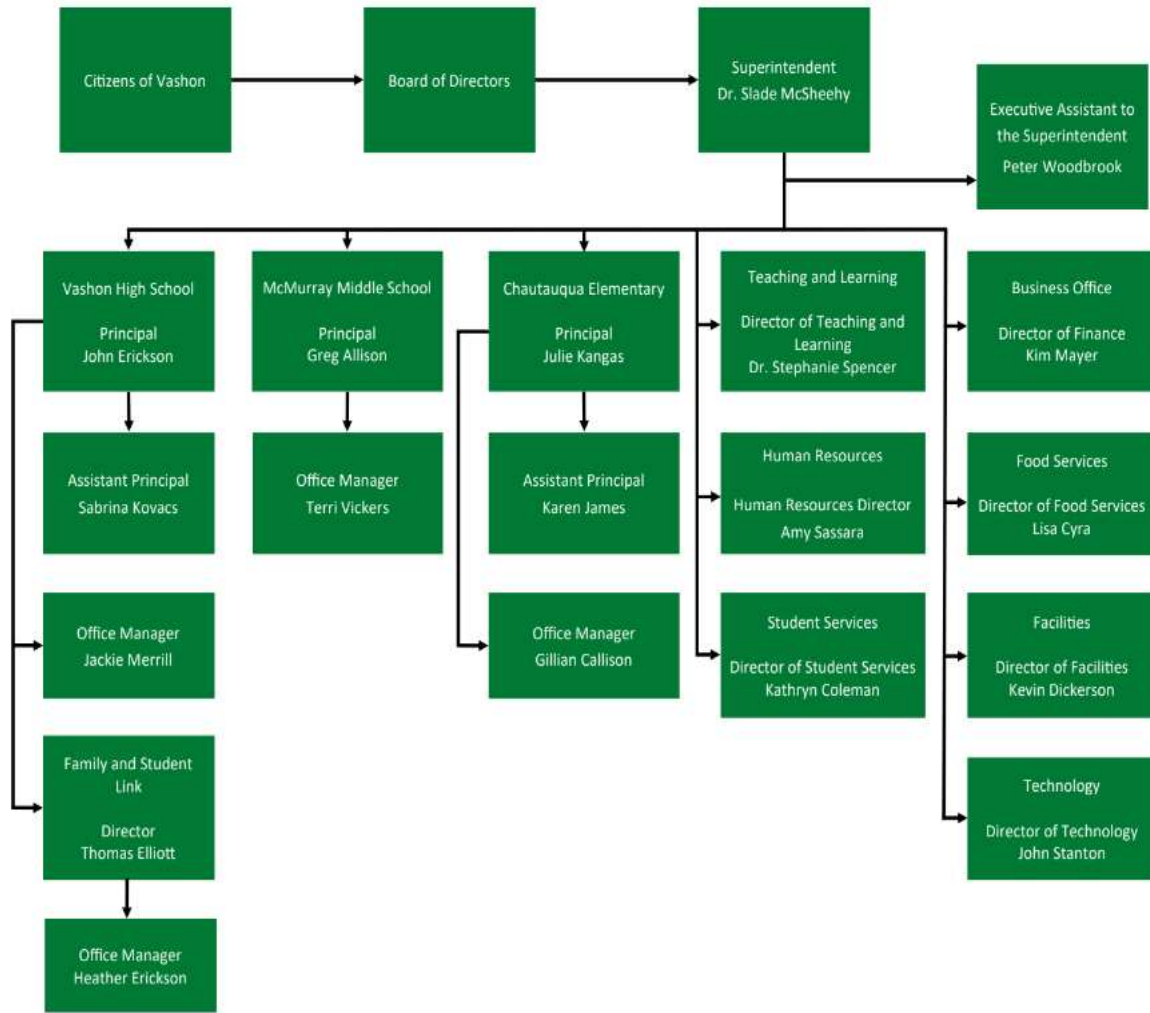 Citizens of Vashon
Board of Directors
Superintendent
Dr. Slade McSheehy
Executive Assistant to
the Superintendent
Peter Woodbrook
Vashon High School
Principal
John Erickson
McMurray Middle School
Principal
Greg Allison
Chautauqua Elementary
Principal
Julie Kangas
Teaching and Learning
Director of Teaching and
Learning
Dr. Stephanie Spencer
Business Office
Director of Finance
Kim Mayer
Assistant Principal
Sabrina Kovacs
Office Manager
Terri Vickers
Assistant Principal
Karen James
Human Resources
Human Resources Director
Amy Sassara
Food Services
Director of Food Services
Lisa Cyra
Office Manager
Jackie Merrill
Office Manager
Gillian Callison
Student Services
Director of Student Services
Kathryn Coleman
Facilities
Director of Facilities
Kevin Dickerson
Family and Student
Link
Director
Thomas Elliott
Technology
Director of Technology
John Stanton
Office Manager
Heather Erickson